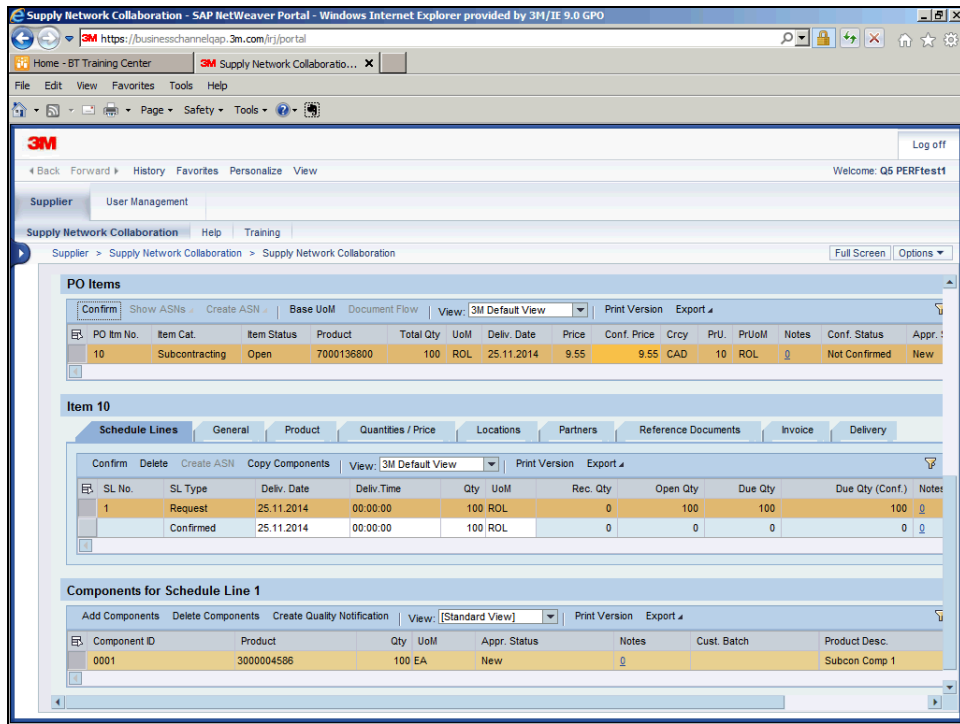 Supply Network Collaboration - SAP NetWeaver Portal - Windows Internet Explorer provided by 3M/IE 9.0 GPO
3M https://businesschannelqap.3m.com/irj/portal
Home - BT Training Center 3M Supply Network Collaboratio... X
File Edit View Favorites Tools Help
Page Safety Tools
3M Log off
Back Forward History Favorites Personalize View Welcome: Q5 PERFtest1
Supplier User Management
Supply Network Collaboration Help Training
Supplier > Supply Network Collaboration > Supply Network Collaboration Full Screen Options
PO Items
Confirm Show ASNs Create ASN Base UoM Document Flow View: 3M Default View Print Version Export
PO Itm No. Item Cat. Item Status Product Total Qty UoM Deliv. Date Price Conf. Price Crcy PrU. PrUoM Notes Conf. Status Appr.
10 Subcontracting Open 7000136800 100 ROL 25.11.2014 9.55 9.55 CAD 10 ROL 0 Not Confirmed New
Item 10
Schedule Lines General Product Quantities / Price Locations Partners Reference Documents Invoice Delivery
Confirm Delete Create ASN Copy Components View: 3M Default View Print Version Export
SL No. SL Type Deliv. Date Deliv.Time Qty UoM Rec. Qty Open Qty Due Qty Due Qty (Conf.) Notes
1 Request 25.11.2014 00:00:00 100 ROL 0 100 100 100 0
Confirmed 25.11.2014 00:00:00 100 ROL 0 0 0 0 0
Components for Schedule Line 1
Add Components Delete Components Create Quality Notification View: [Standard View] Print Version Export
Component ID Product Qty UoM Appr. Status Notes Cust. Batch Product Desc.
0001 3000004586 100 EA New 0 Subcon Comp 1